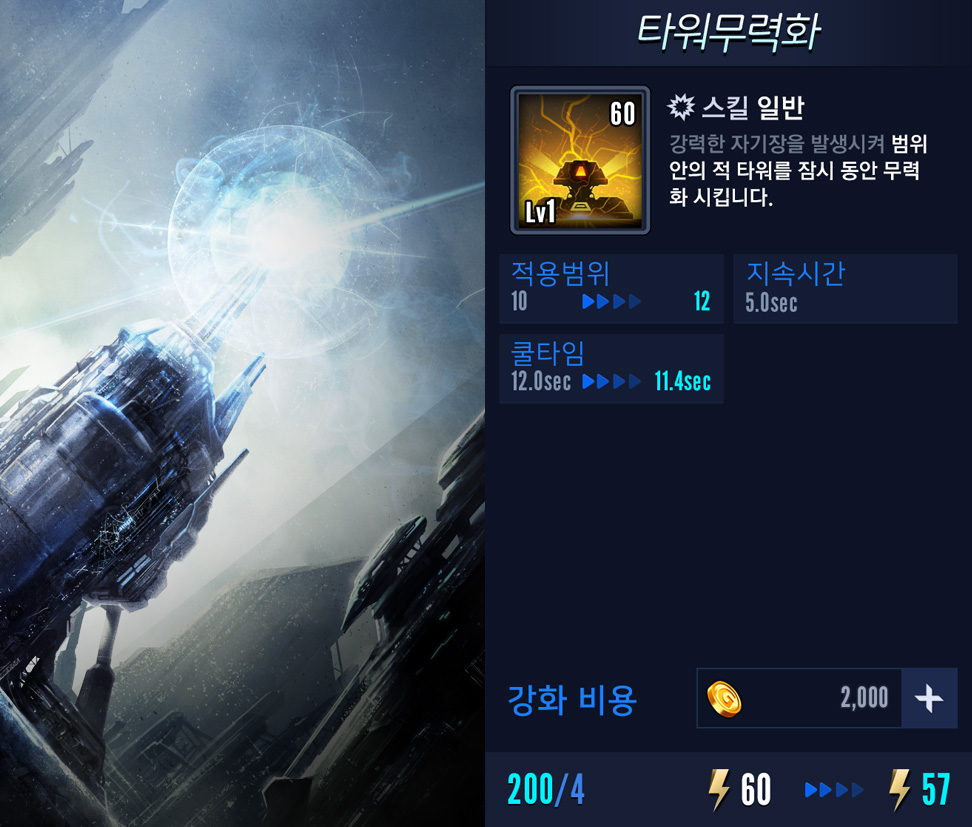 타워무력화
60
Lv1
스킬 일반
강력한 자기장을 발생시켜 범위
안의 적 타워를 잠시 동안 무력
화 시킵니다.
적용범위
10 12
지속시간
5.0sec
쿨타임
12.0sec 11.4sec
강화 비용
G
2,000
200/4
60 57